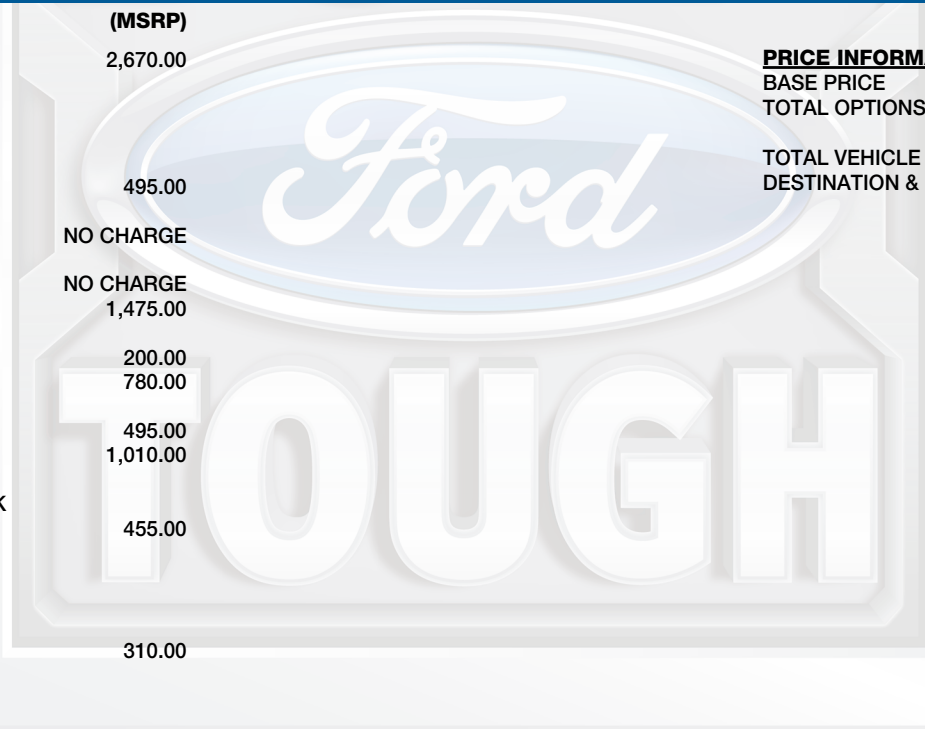 (MSRP)
2,670.00
495.00
NO CHARGE
NO CHARGE
1,475.00
200.00
780.00
495.00
1,010.00
K
455.00
310.00
PRICE INFORM
BASE PRICE
TOTAL OPTIONS
TOTAL VEHICLE
DESTINATION &
Ford
TOUGH